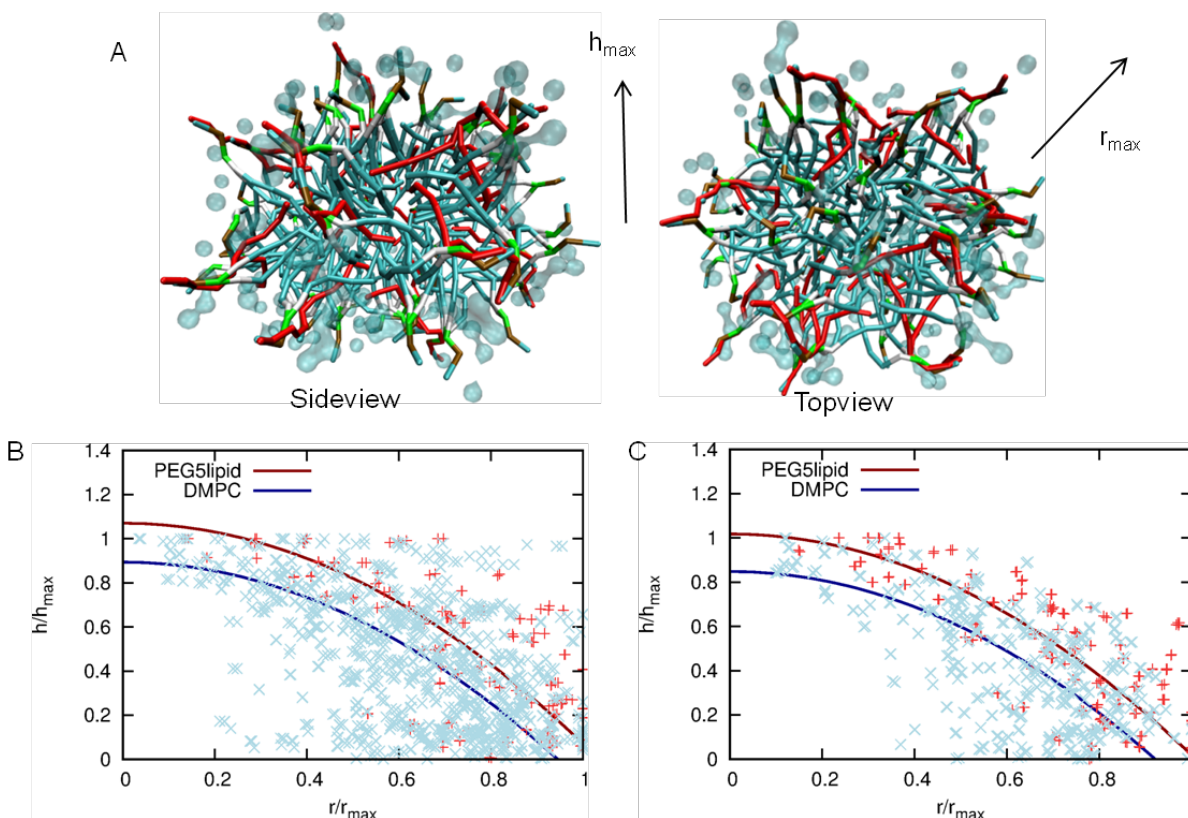 A
h_max
r_max
Sideview
Topview
B
1.4
1.2
1
0.8
0.6
0.4
0.2
0
PEG5lipid
DMPC
h/h_max
0 0.2 0.4 0.6 0.8 1
r/r_max
C
1.4
1.2
1
0.8
0.6
0.4
0.2
0
PEG5lipid
DMPC
h/h_max
0 0.2 0.4 0.6 0.8
r/r_max